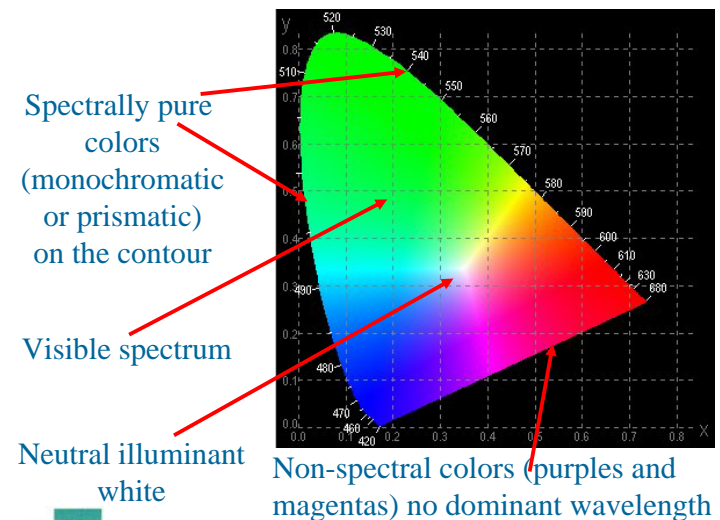 Spectrally pure
colors
(monochromatic
or prismatic)
on the contour
Visible spectrum
Neutral illuminant
white
Non-spectral colors (purples and
magentas) no dominant wavelength
y
520
530
540
550
560
570
580
590
600
610
630
680
510
490
480
470
460
420
0.8
0.7
0.5
0.4
0.3
0.2
0.1
0.0
0.0 0.1 0.2 0.3 0.4 0.5 0.6 0.7 0.8 X